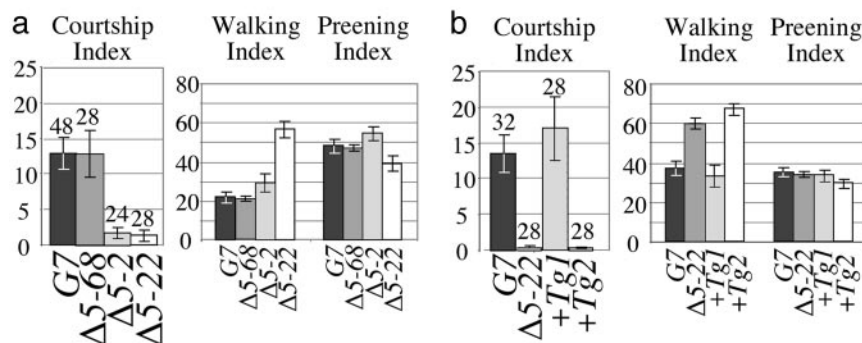 a
Courtship Index
Walking Index
Preening Index
25
20
15
10
5
0
48
28
24
28
G7
Δ5-68
Δ5-2
Δ5-22
80
60
40
20
0
G7
Δ5-68
Δ5-2
Δ5-22
G7
Δ5-68
Δ5-2
Δ5-22
b
Courtship Index
Walking Index
Preening Index
25
20
15
10
5
0
32
28
28
28
G7
Δ5-22
+Tg1
+Tg2
80
60
40
20
0
G7
Δ5-22
+Tg1
+Tg2
G7
Δ5-22
+Tg1
+Tg2